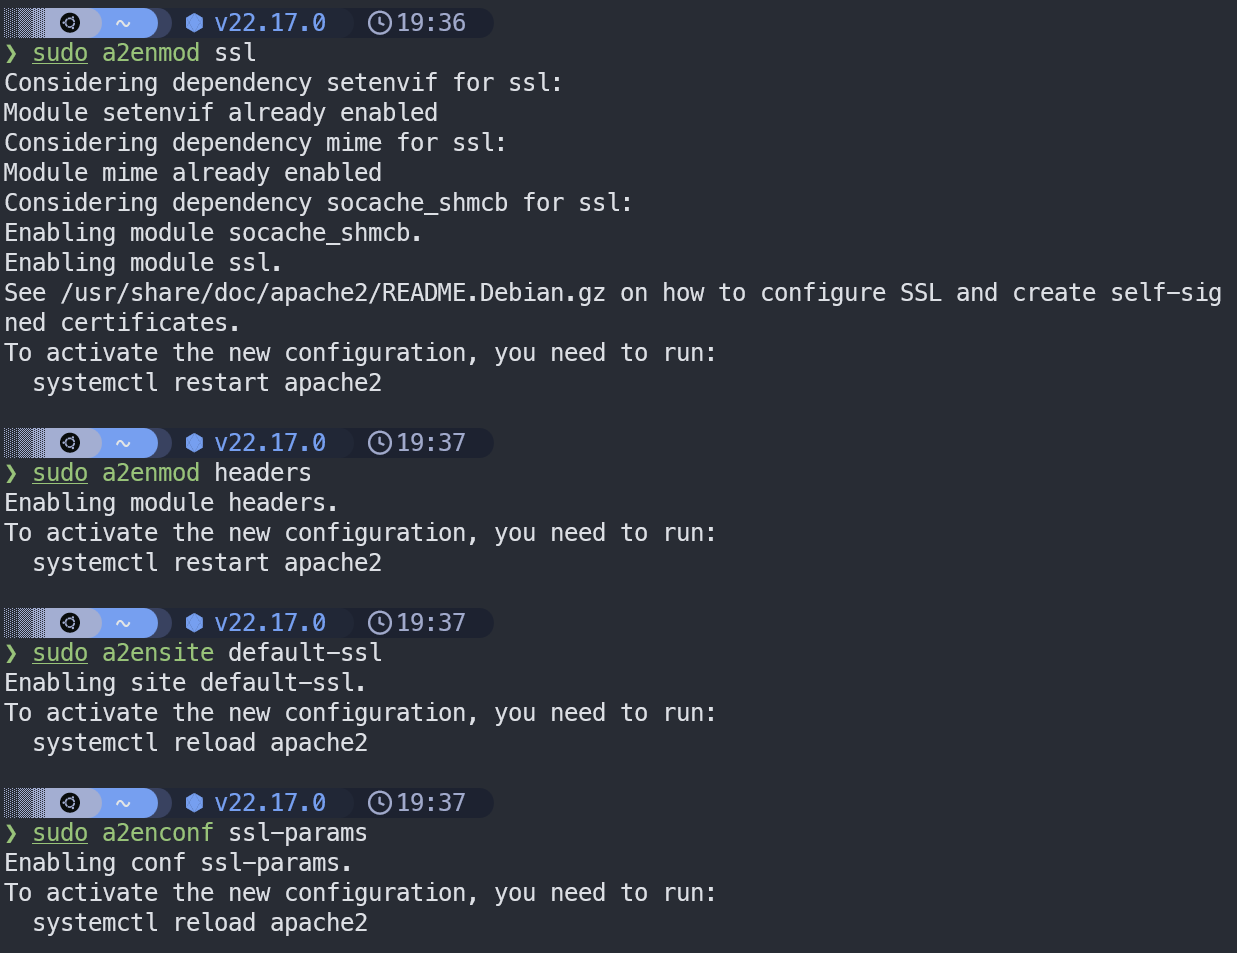 ~ v22.17.0 19:36
❯ sudo a2enmod ssl
Considering dependency setenvif for ssl:
Module setenvif already enabled
Considering dependency mime for ssl:
Module mime already enabled
Considering dependency socache_shmcb for ssl:
Enabling module socache_shmcb.
Enabling module ssl.
See /usr/share/doc/apache2/README.Debian.gz on how to configure SSL and create self-sig
ned certificates.
To activate the new configuration, you need to run:
  systemctl restart apache2
~ v22.17.0 19:37
❯ sudo a2enmod headers
Enabling module headers.
To activate the new configuration, you need to run:
  systemctl restart apache2
~ v22.17.0 19:37
❯ sudo a2ensite default-ssl
Enabling site default-ssl.
To activate the new configuration, you need to run:
  systemctl reload apache2
~ v22.17.0 19:37
❯ sudo a2enconf ssl-params
Enabling conf ssl-params.
To activate the new configuration, you need to run:
  systemctl reload apache2